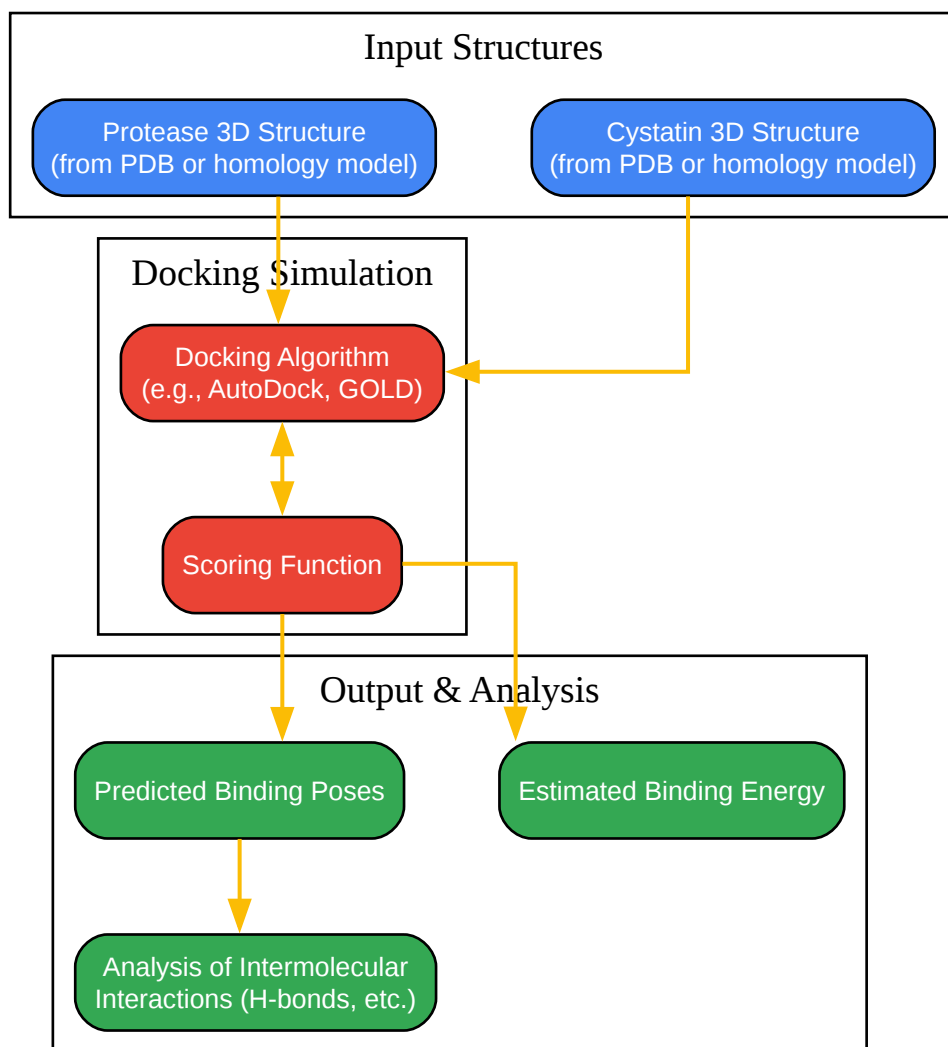 Input Structures
Protease 3D Structure
(from PDB or homology model)
Cystatin 3D Structure
(from PDB or homology model)
Docking Simulation
Docking Algorithm
(e.g., AutoDock, GOLD)
Scoring Function
Output & Analysis
Predicted Binding Poses
Estimated Binding Energy
Analysis of Intermolecular
Interactions (H-bonds, etc.)